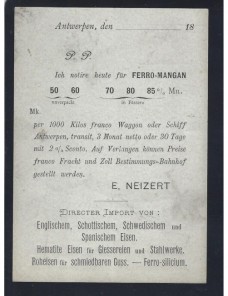 Antwerpen, den 18
P. P.
Ich notire heute für FERRO-MANGAN
50 60 70 80 85% Mn.
Mk.
per 1000 Kilos franco Waggon oder Schiff
Antwerpen, transit, 3 Monat netto oder 30 Tage
mit 2% Sconto. Auf Verlangen können Preise
franco Fracht und Zoll Bestimmungs-Bahnhof
gestellt werden.
E. NEIZERT
DIRECTER IMPORT VON:
Englischem, Schottischem, Schwedischem und
Spanischem Eisen.
Hematite Eisen für Giessereien und Stahlwerke.
Roheisen für schmiedbaren Guss. — Ferro-silicium.